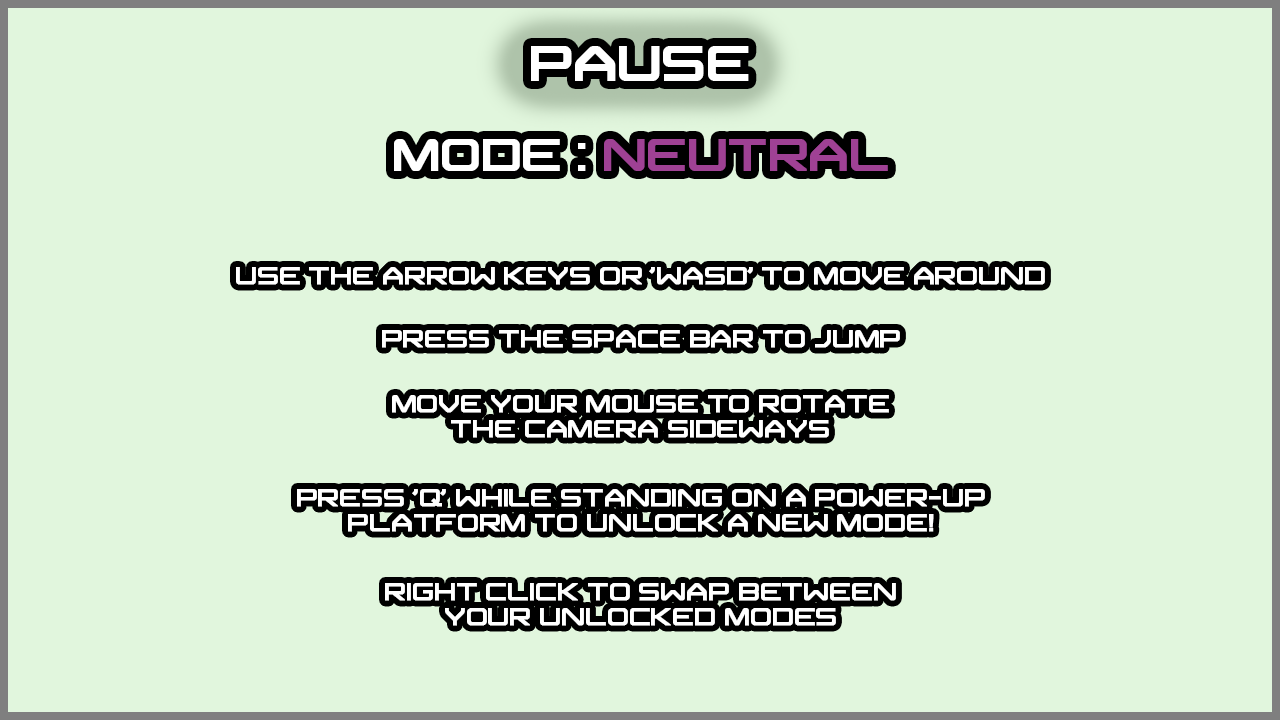 PAUSE
MODE : NEUTRAL
USE THE ARROW KEYS OR 'WASD' TO MOVE AROUND
PRESS THE SPACE BAR TO JUMP
MOVE YOUR MOUSE TO ROTATE
THE CAMERA SIDEWAYS
PRESS 'Q' WHILE STANDING ON A POWER-UP
PLATFORM TO UNLOCK A NEW MODE!
RIGHT CLICK TO SWAP BETWEEN
YOUR UNLOCKED MODES